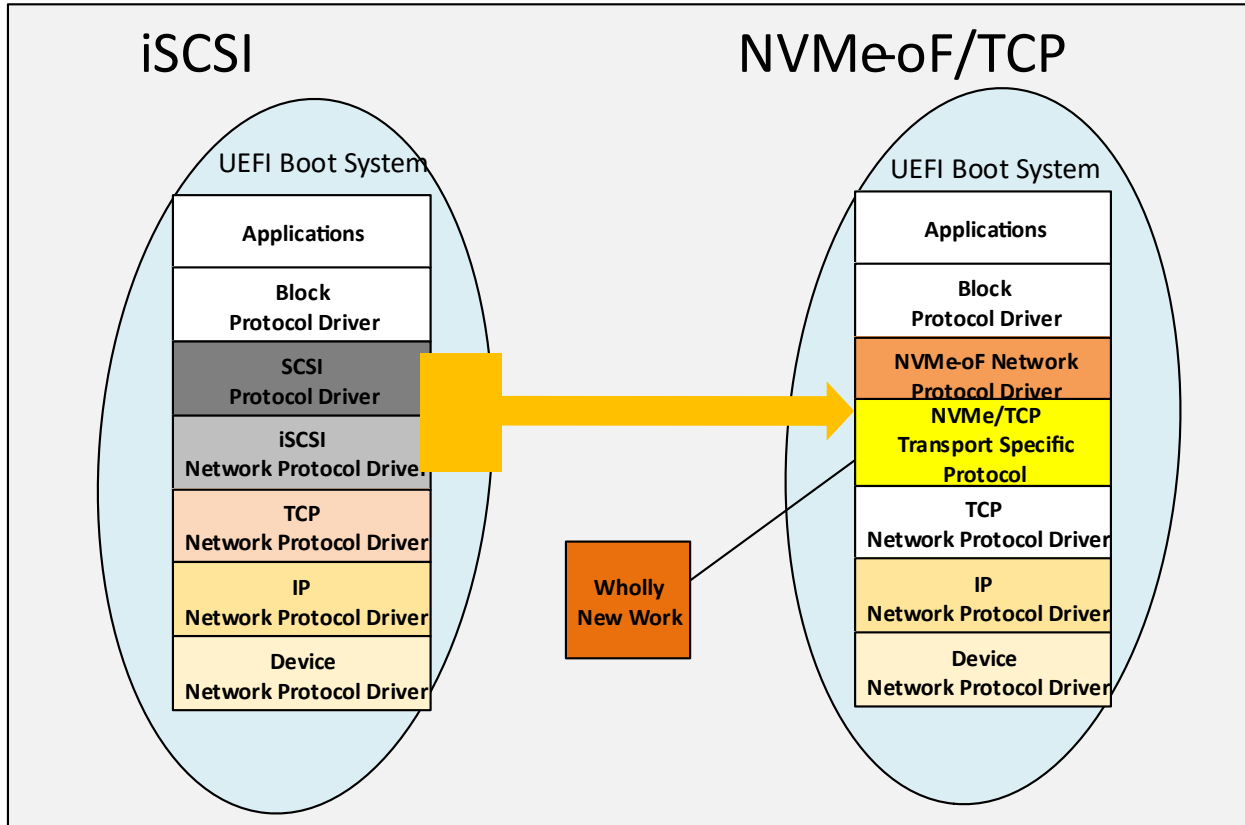 iSCSI
NVMe-oF/TCP
UEFI Boot System
Applications
Block
Protocol Driver
SCSI
Protocol Driver
iSCSI
Network Protocol Driver
TCP
Network Protocol Driver
IP
Network Protocol Driver
Device
Network Protocol Driver
Wholly
New Work
UEFI Boot System
Applications
Block
Protocol Driver
NVMe-oF Network
Protocol Driver
NVMe/TCP
Transport Specific
Protocol
TCP
Network Protocol Driver
IP
Network Protocol Driver
Device
Network Protocol Driver